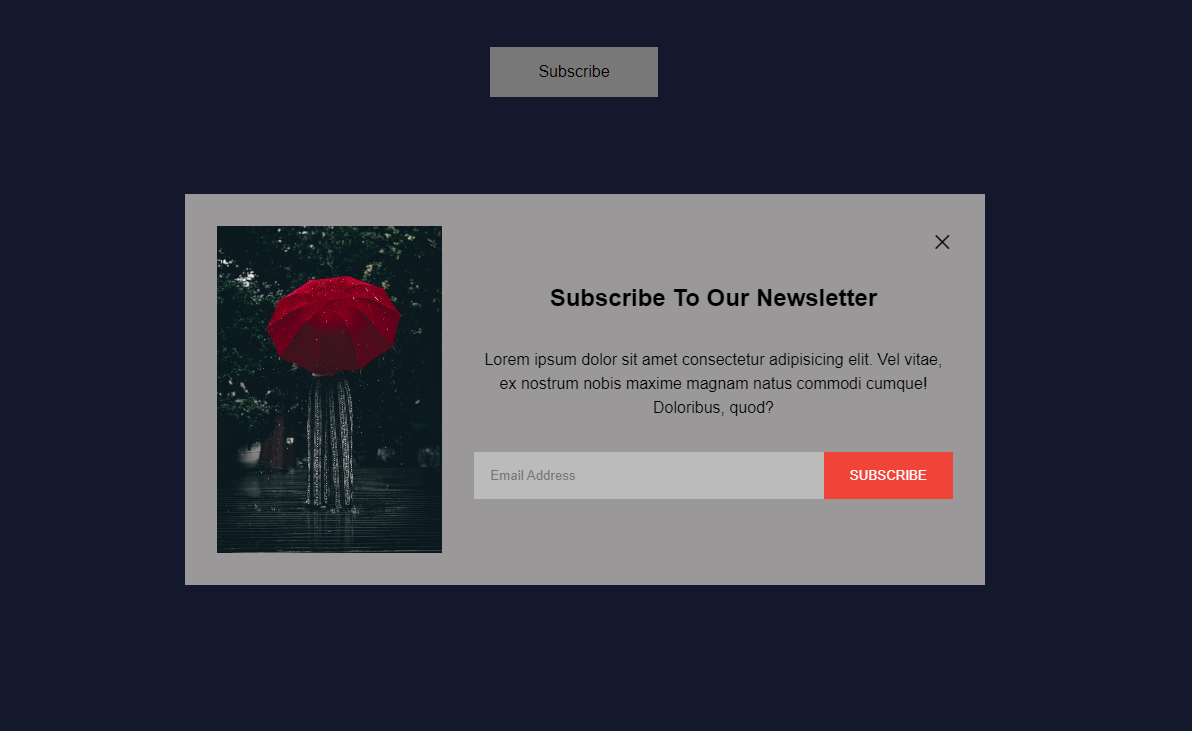 Subscribe
Subscribe To Our Newsletter
Lorem ipsum dolor sit amet consectetur adipisicing elit. Vel vitae,
ex nostrum nobis maxime magnam natus commodi cumque!
Doloribus, quod?
Email Address
SUBSCRIBE